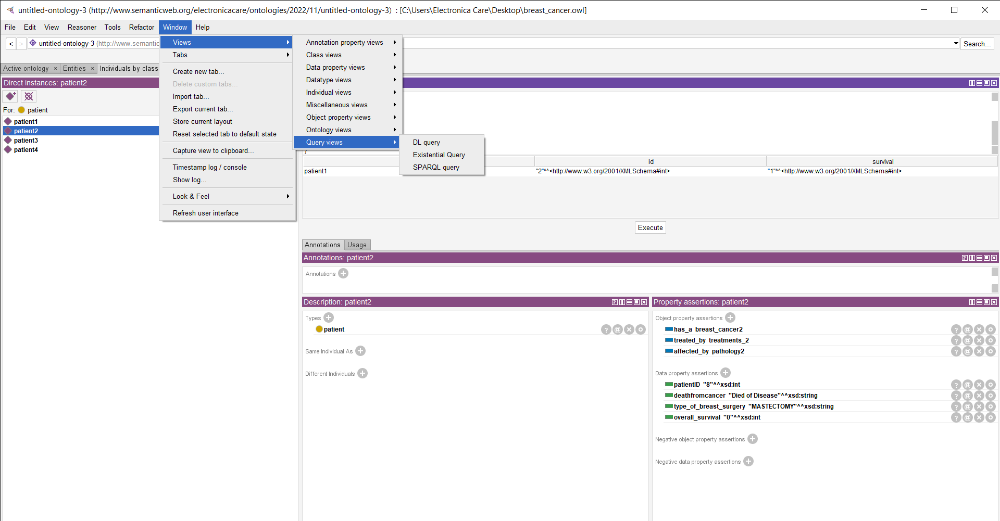 untitled-ontology-3 (http://www.semanticweb.org/electronicacare/ontologies/2022/11/untitled-ontology-3) : [C:\Users\Electronica Care\Desktop\breast_cancer.owl]
File Edit View Reasoner Tools Refactor Window Help
< > untitled-ontology-3 (http://www.semantic Search...
Active ontology × Entities × Individuals by class
Direct instances: patient2
For: patient
patient1
patient2
patient3
patient4
Views
Tabs
Create new tab...
Delete custom tabs...
Import tab...
Export current tab...
Store current layout
Reset selected tab to default state
Capture view to clipboard...
Timestamp log / console
Show log...
Look & Feel
Refresh user interface
Annotation property views
Class views
Data property views
Datatype views
Individual views
Miscellaneous views
Object property views
Ontology views
Query views
DL query
Existential Query
SPARQL query
}
id survival
patient1 "2"^^<http://www.w3.org/2001/XMLSchema#int> "1"^^<http://www.w3.org/2001/XMLSchema#int>
Execute
Annotations Usage
Annotations: patient2
Annotations
Description: patient2
Types
patient
Same Individual As
Different Individuals
Property assertions: patient2
Object property assertions
has_a breast_cancer2
treated_by treatments_2
affected_by pathology2
Data property assertions
patientID "8"^^xsd:int
deathfromcancer "Died of Disease"^^xsd:string
type_of_breast_surgery "MASTECTOMY"^^xsd:string
overall_survival "0"^^xsd:int
Negative object property assertions
Negative data property assertions